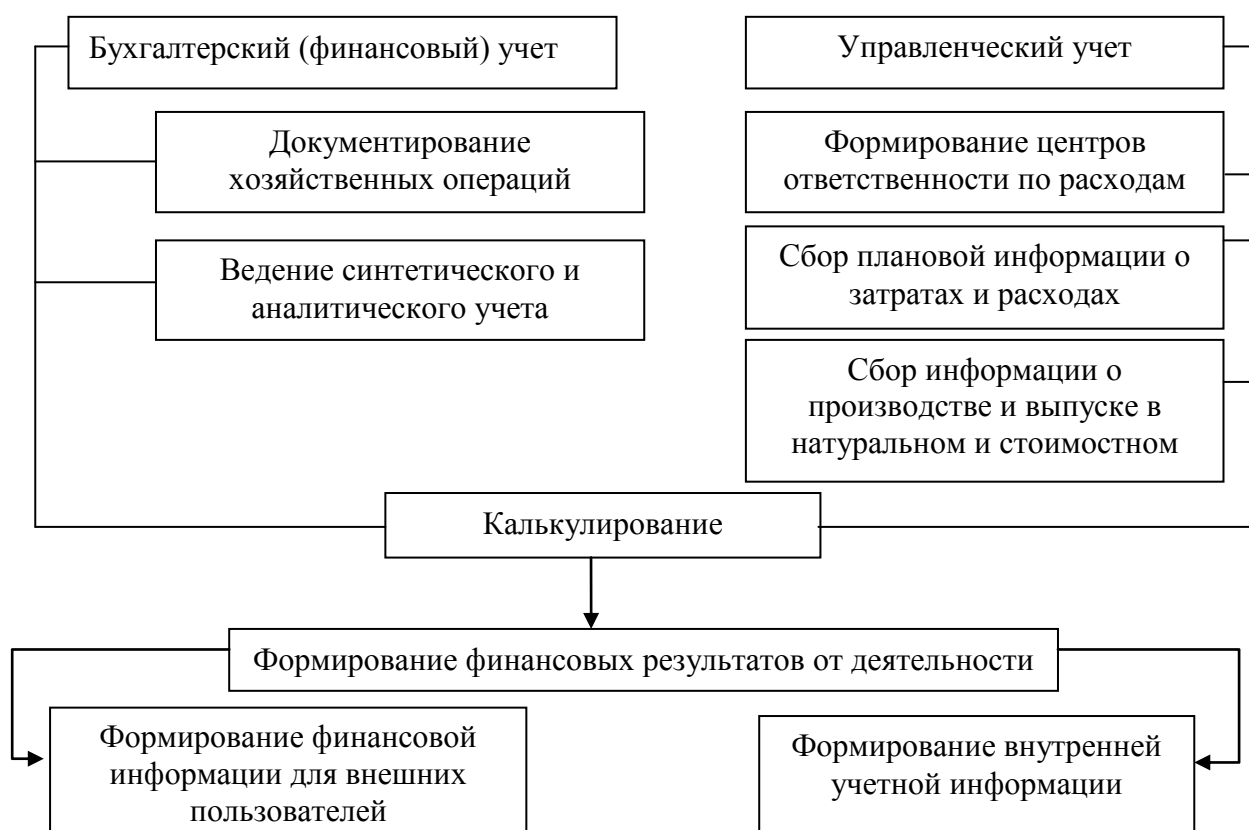 Бухгалтерский (финансовый) учет
Управленческий учет
Документирование
хозяйственных операций
Формирование центров
ответственности по расходам
Ведение синтетического и
аналитического учета
Сбор плановой информации о
затратах и расходах
Сбор информации о
производстве и выпуске в
натуральном и стоимостном
Калькулирование
Формирование финансовых результатов от деятельности
Формирование финансовой
информации для внешних
пользователей
Формирование внутренней
учетной информации